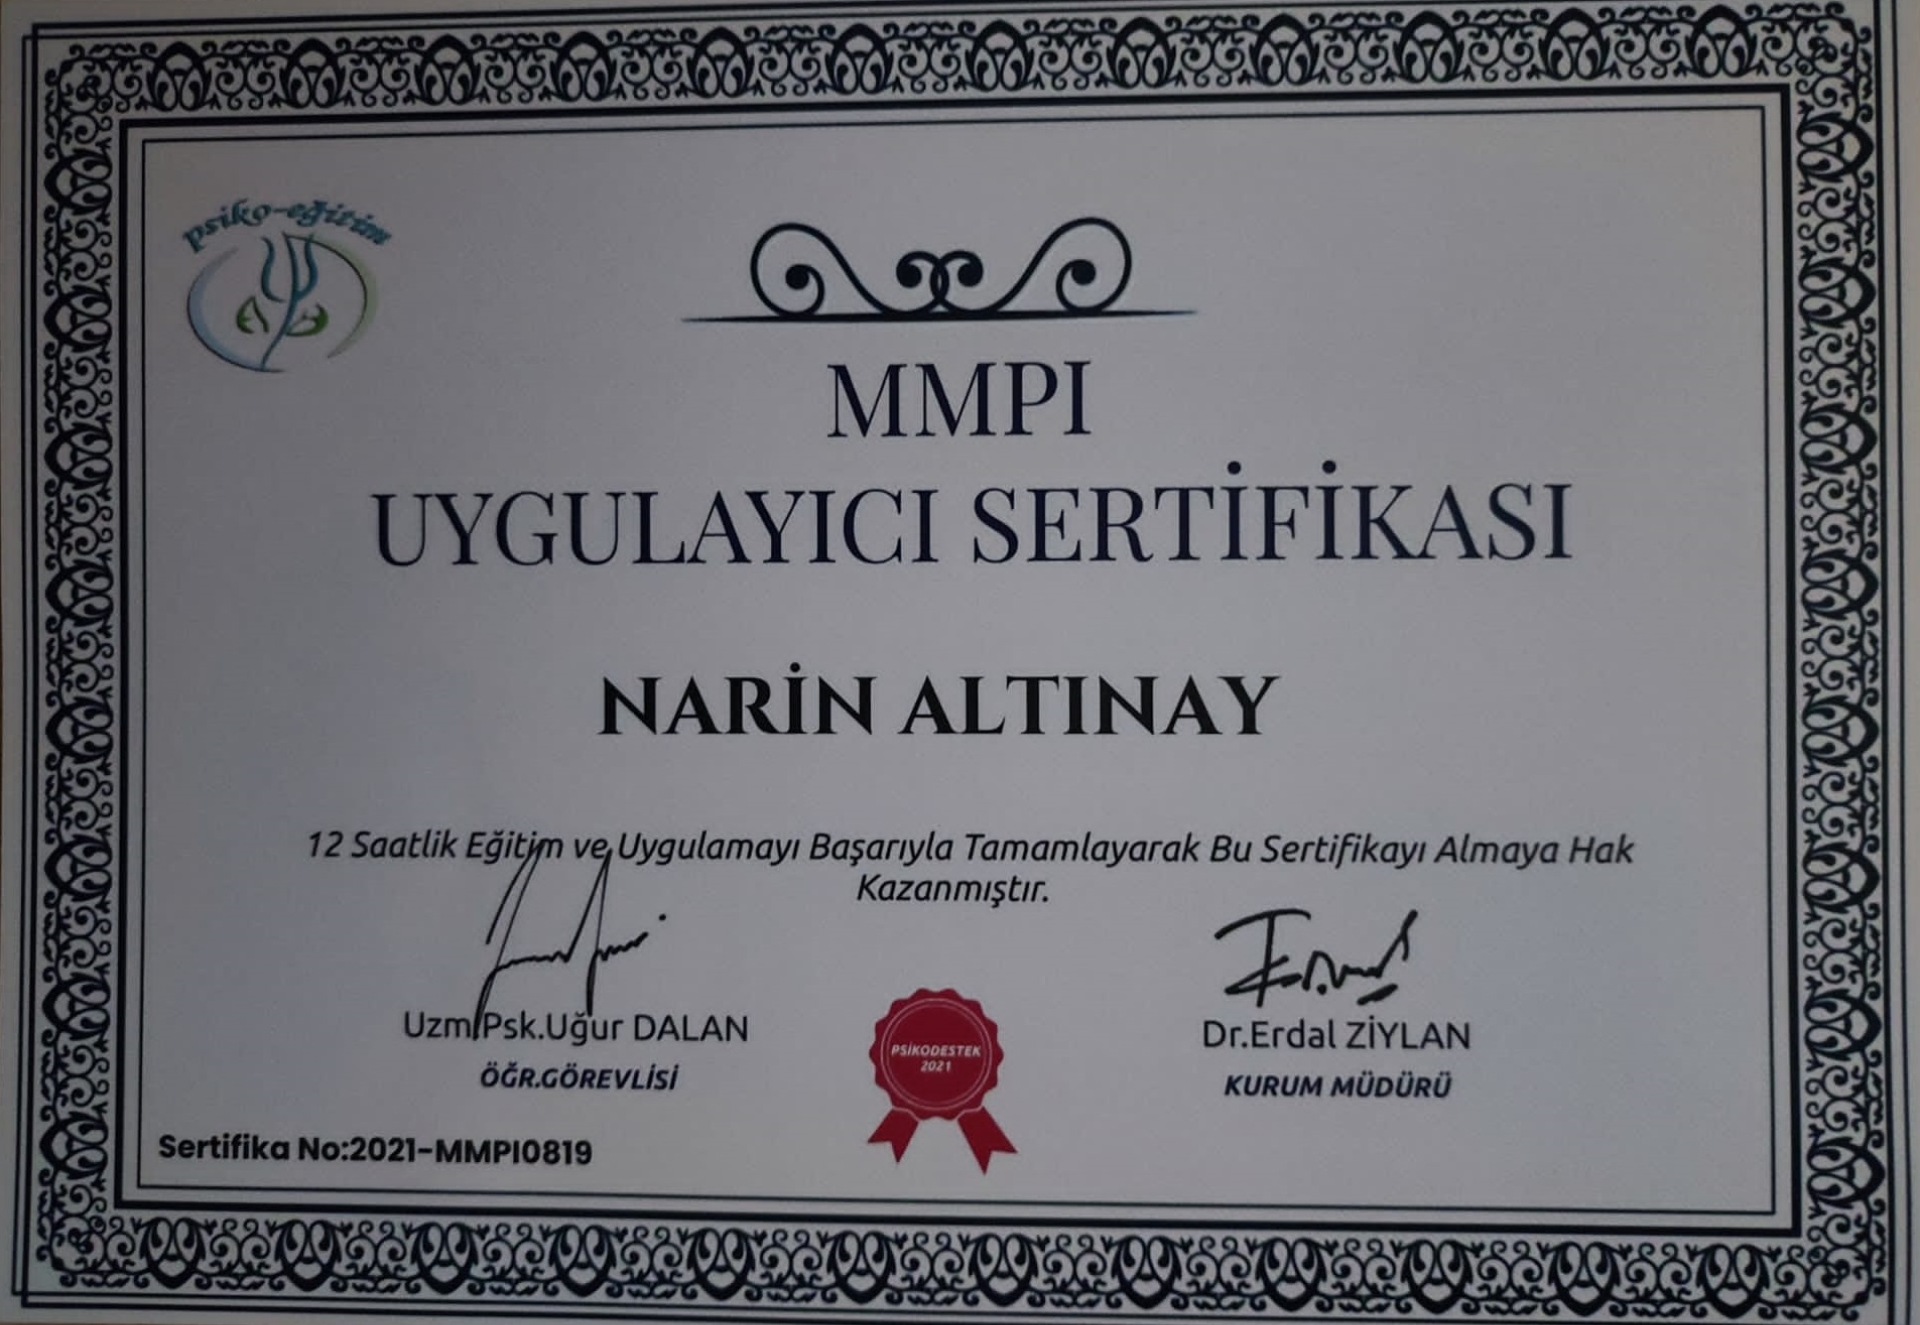 psiko-eğitim
MMPI
UYGULAYICI SERTİFİKASI
NARİN ALTINAY
12 Saatlik Eğitim ve Uygulamayı Başarıyla Tamamlayarak Bu Sertifikayı Almaya Hak
Kazanmıştır.
Uzm.Psk.Uğur DALAN
ÖĞR.GÖREVLİSİ
Dr.Erdal ZİYLAN
KURUM MÜDÜRÜ
PSİKODESTEK
2021
Sertifika No:2021-MMPI0819